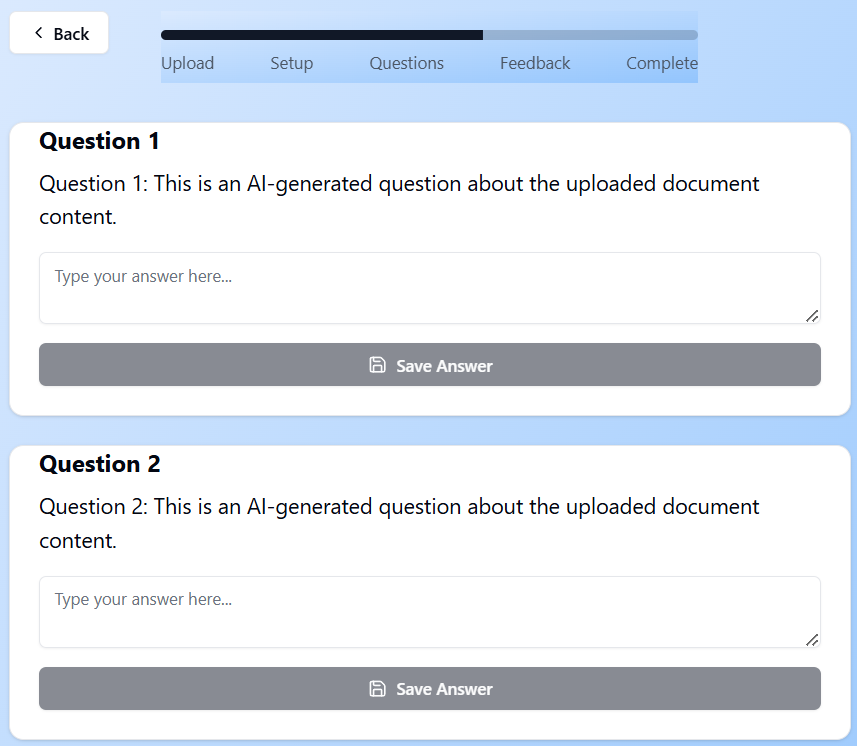 Back
Upload Setup Questions Feedback Complete
Question 1
Question 1: This is an AI-generated question about the uploaded document
content.
Type your answer here...
Save Answer
Question 2
Question 2: This is an AI-generated question about the uploaded document
content.
Type your answer here...
Save Answer